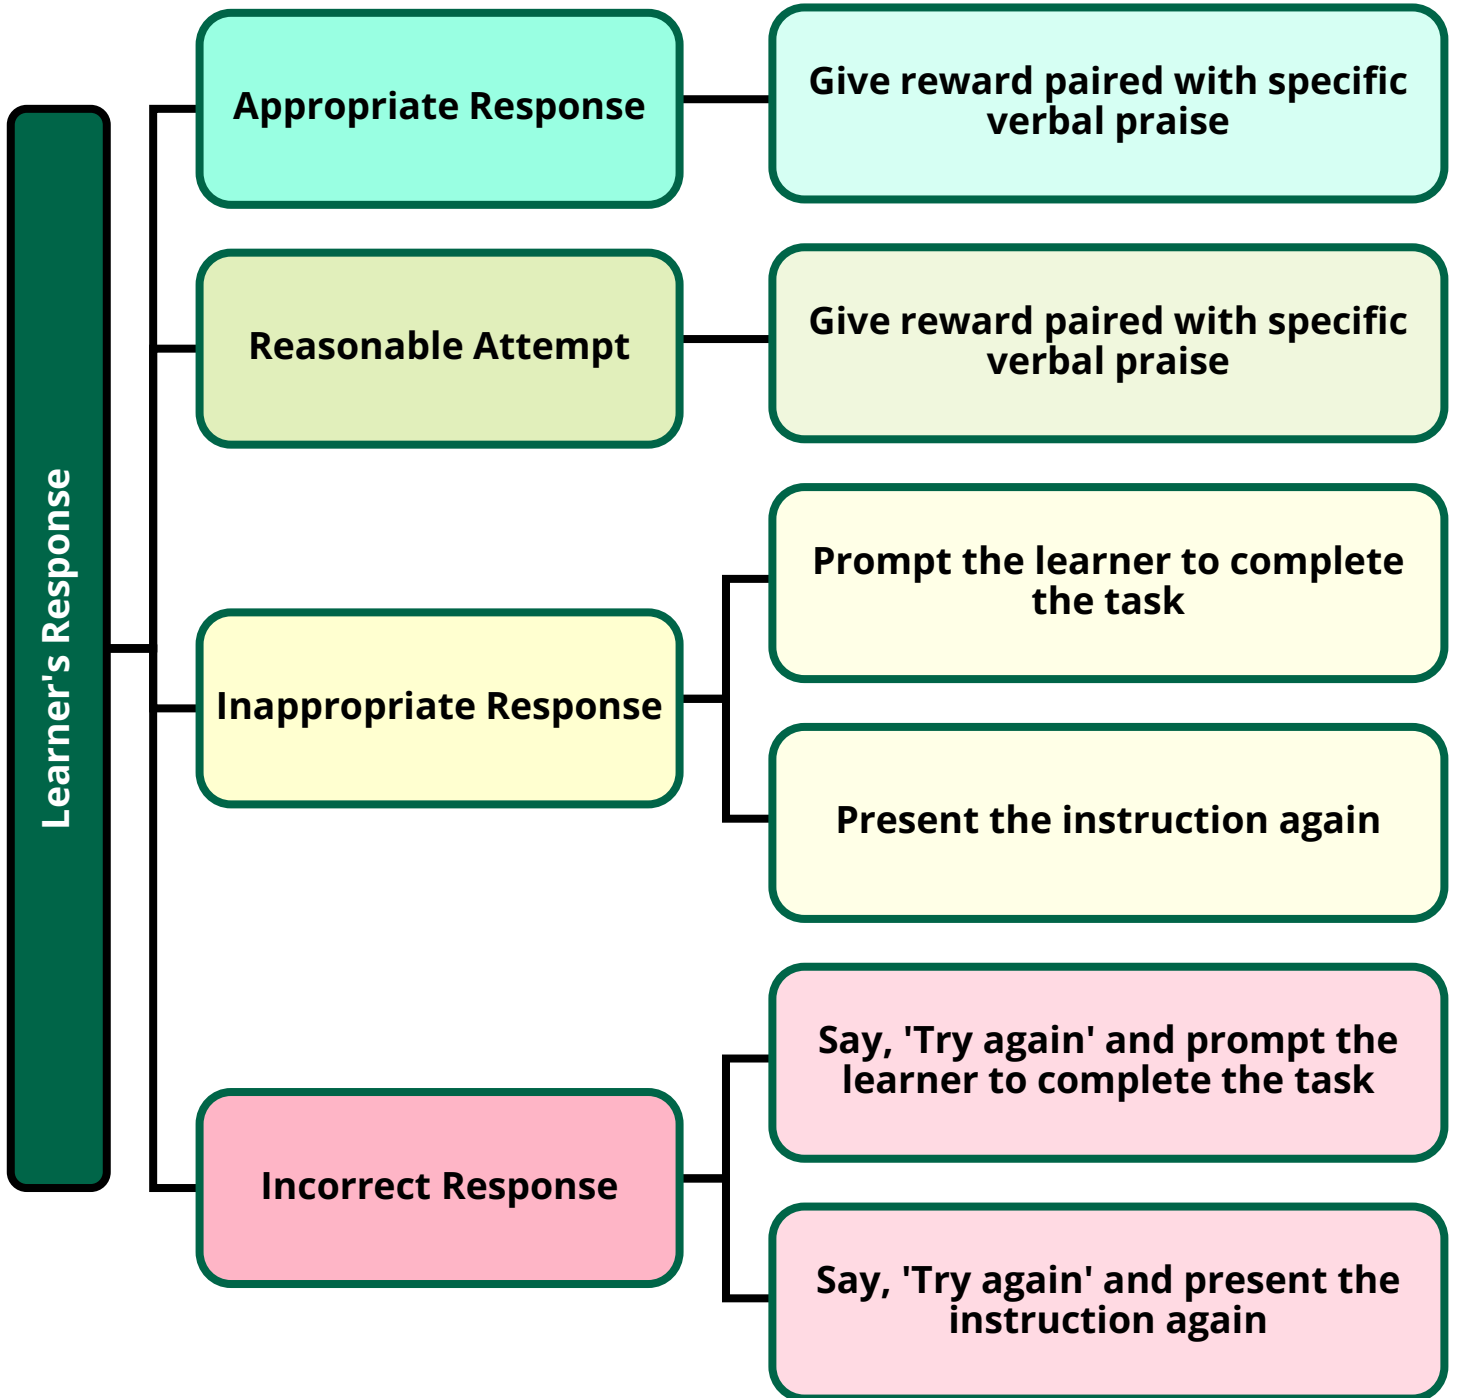 Learner's Response
Appropriate Response
Give reward paired with specific
verbal praise
Reasonable Attempt
Give reward paired with specific
verbal praise
Inappropriate Response
Prompt the learner to complete
the task
Present the instruction again
Incorrect Response
Say, 'Try again' and prompt the
learner to complete the task
Say, 'Try again' and present the
instruction again